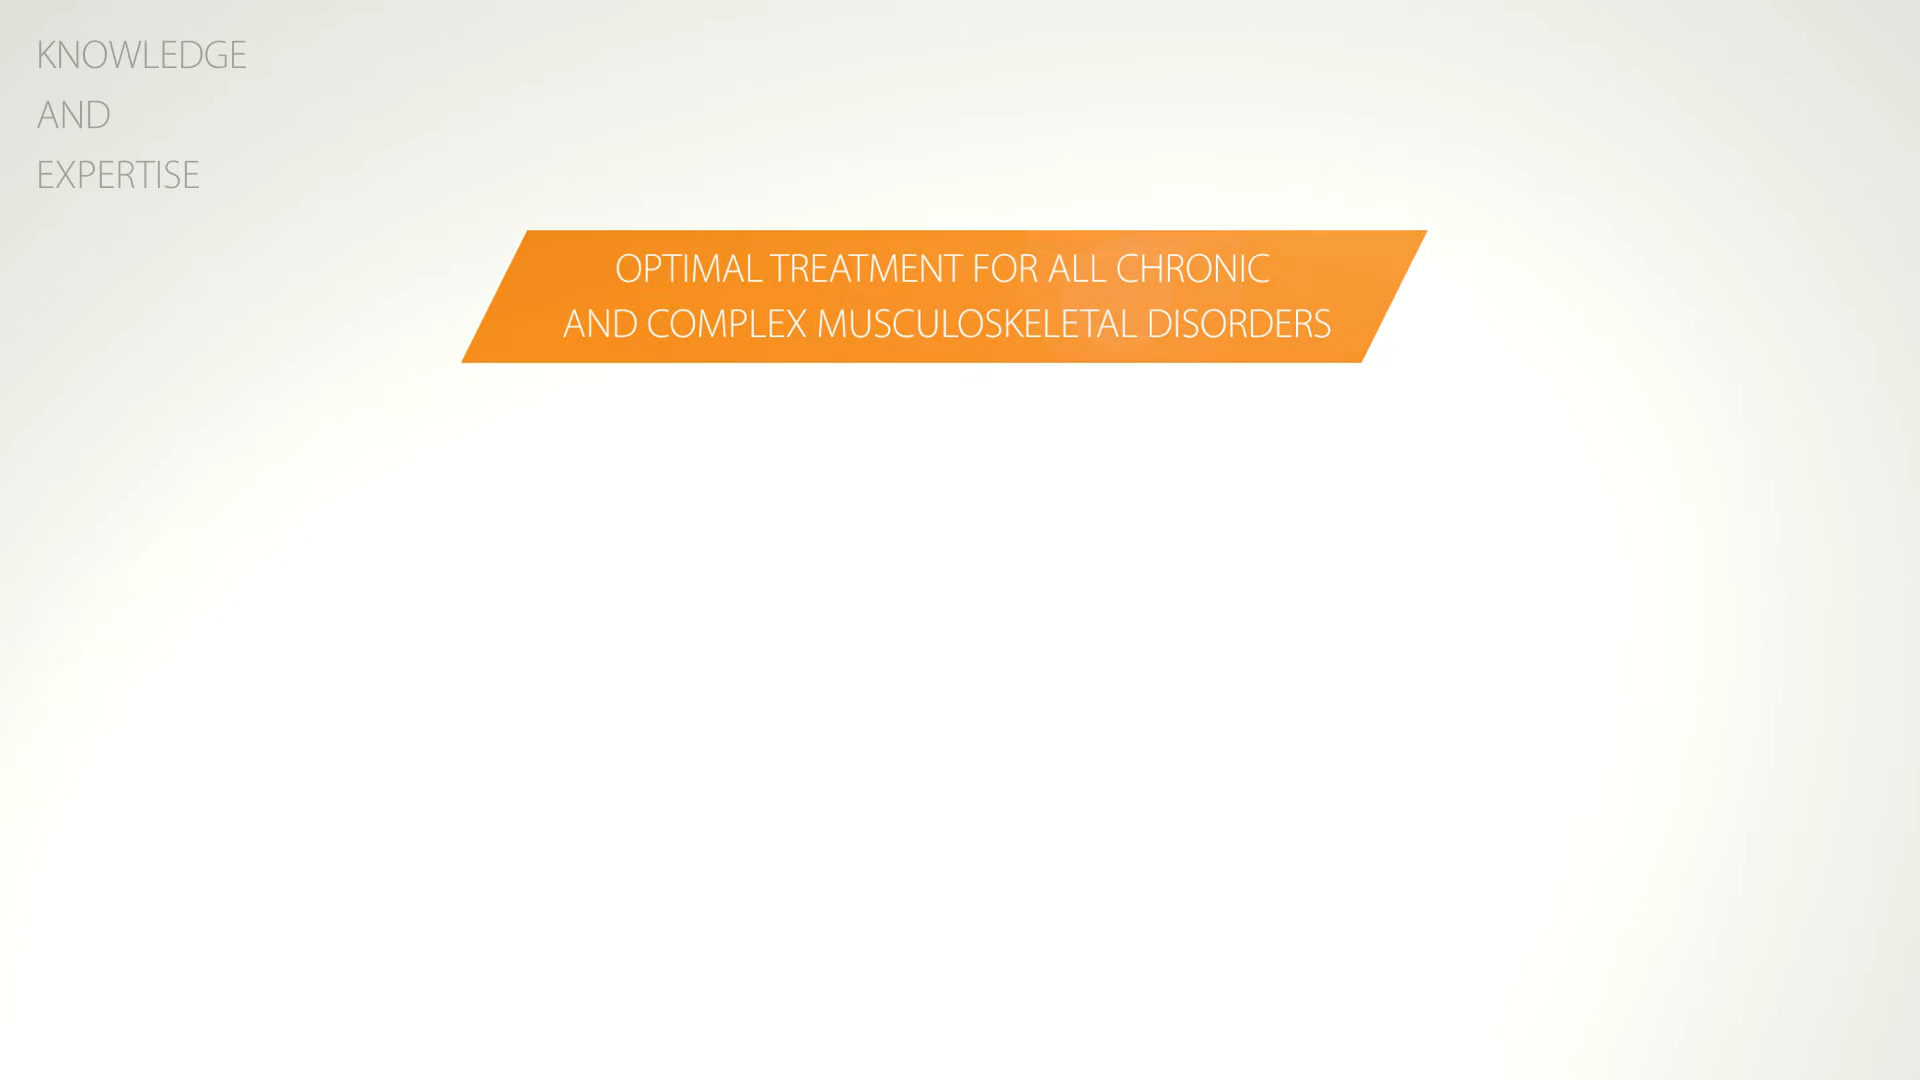 KNOWLEDGE
AND
EXPERTISE
OPTIMAL TREATMENT FOR ALL CHRONIC
AND COMPLEX MUSCULOSKELETAL DISORDERS